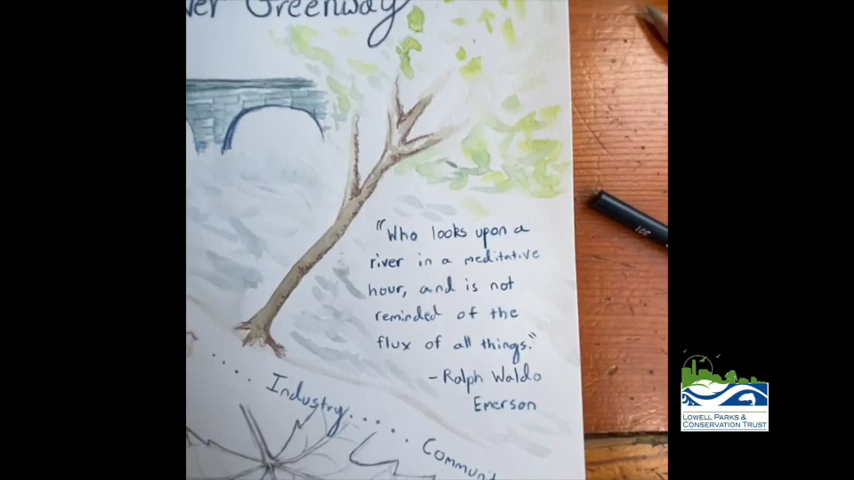 Greenway
"Who looks upon a
river in a meditative
hour, and is not
reminded of the
flux of all things."
-Ralph Waldo
Emerson
Industry
LOWELL PARKS &
CONSERVATION TRUST